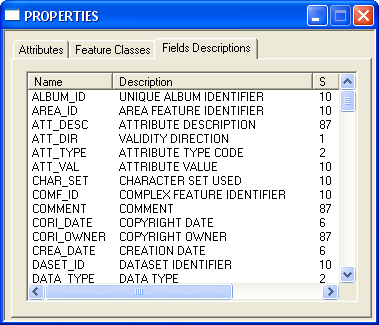 PROPERTIES
Attributes Feature Classes Fields Descriptions
Name Description S
ALBUM_ID UNIQUE ALBUM IDENTIFIER 10
AREA_ID AREA FEATURE IDENTIFIER 10
ATT_DESC ATTRIBUTE DESCRIPTION 87
ATT_DIR VALIDITY DIRECTION 1
ATT_TYPE ATTRIBUTE TYPE CODE 2
ATT_VAL ATTRIBUTE VALUE 10
CHAR_SET CHARACTER SET USED 10
COMF_ID COMPLEX FEATURE IDENTIFIER 10
COMMENT COMMENT 87
CORI_DATE COPYRIGHT DATE 6
CORI_OWNER COPYRIGHT OWNER 87
CREA_DATE CREATION DATE 6
DASET_ID DATASET IDENTIFIER 10
DATA_TYPE DATA TYPE 2